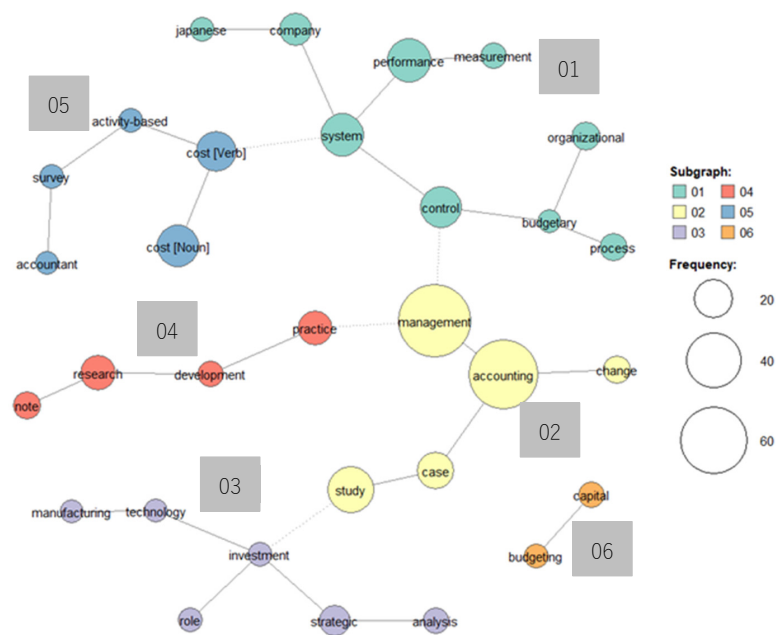 japanese
company
performance
measurement
01
05
activity-based
system
cost [Verb]
organizational
survey
Subgraph:
01
04
02
05
03
06
control
budgetary
process
cost [Noun]
accountant
Frequency:
20
40
60
04
practice
management
research
development
accounting
change
note
02
03
case
study
manufacturing
technology
capital
investment
budgeting
06
role
strategic
analysis